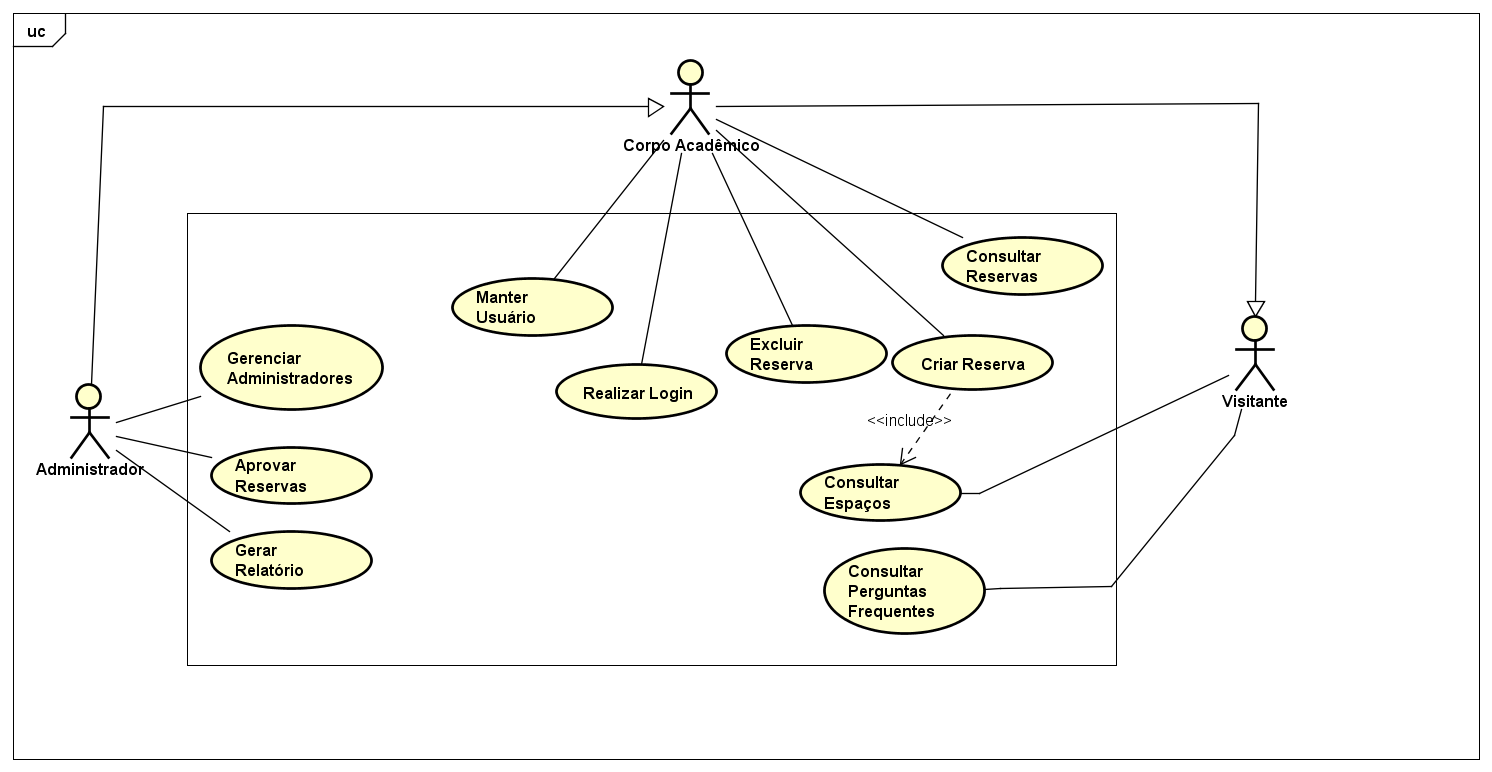 uc
Corpo Acadêmico
Consultar
Reservas
Manter
Usuário
Excluir
Reserva
Criar Reserva
Gerenciar
Administradores
Realizar Login
Visitante
<<include>>
Administrador
Aprovar
Reservas
Consultar
Espaços
Gerar
Relatório
Consultar
Perguntas
Frequentes